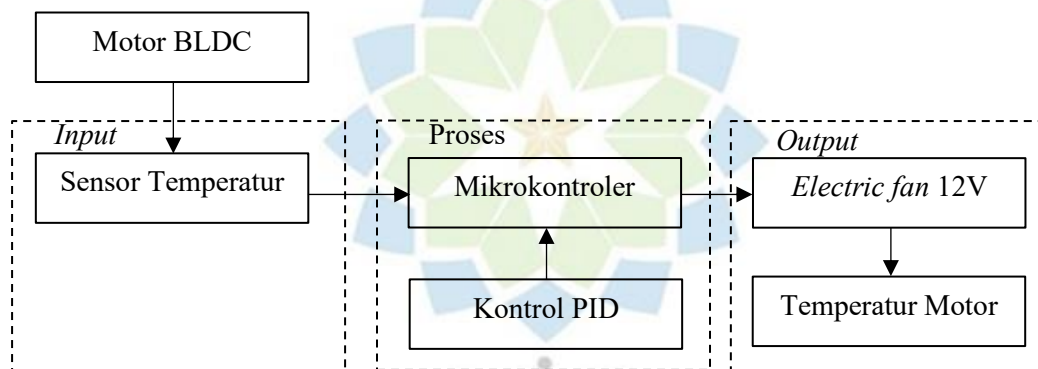 Motor BLDC
Input
Sensor Temperatur
Proses
Mikrokontroler
Kontrol PID
Output
Electric fan 12V
Temperatur Motor